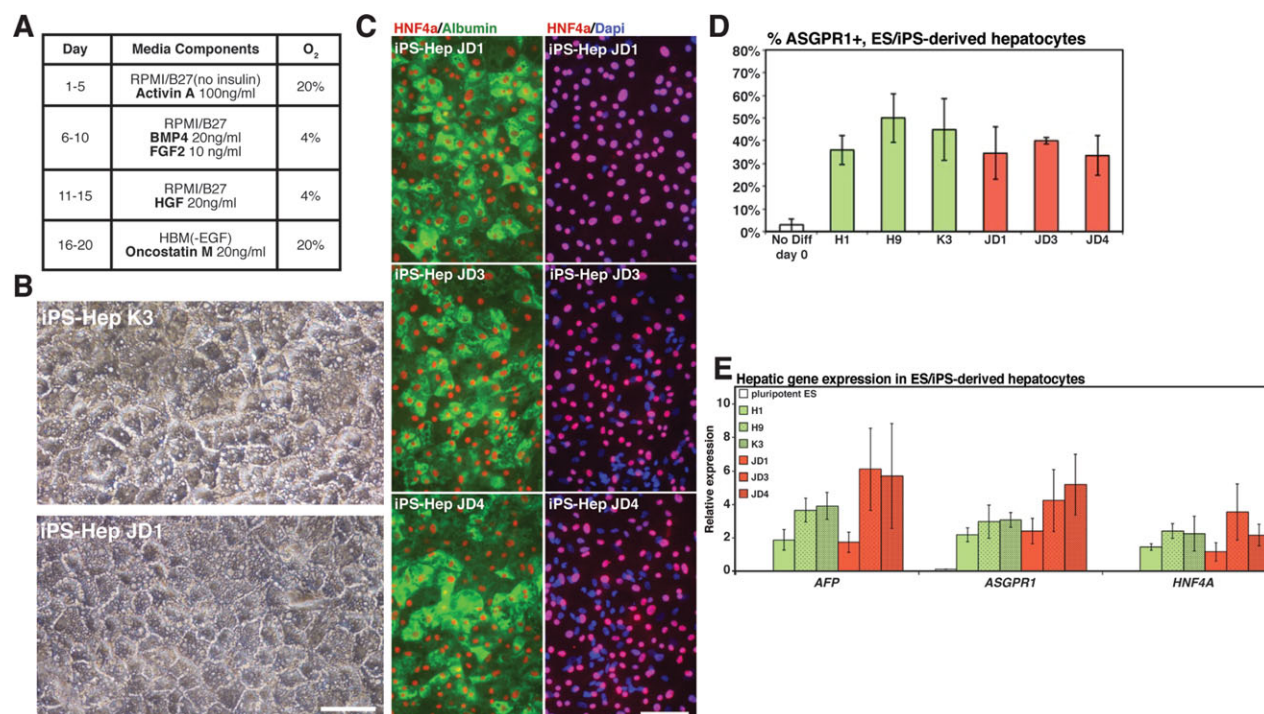 A
Day Media Components O2
1-5 RPMI/B27(no insulin) Activin A 100ng/ml 20%
6-10 RPMI/B27 BMP4 20ng/ml FGF2 10 ng/ml 4%
11-15 RPMI/B27 HGF 20ng/ml 4%
16-20 HBM(-EGF) Oncostatin M 20ng/ml 20%
B
iPS-Hep K3
iPS-Hep JD1
C
HNF4a/Albumin HNF4a/Dapi
iPS-Hep JD1 iPS-Hep JD1
iPS-Hep JD3 iPS-Hep JD3
iPS-Hep JD4 iPS-Hep JD4
D
% ASGPR1+, ES/iPS-derived hepatocytes
80%
70%
60%
50%
40%
30%
20%
10%
0%
No Diff H1 H9 K3 JD1 JD3 JD4
day 0
E
Hepatic gene expression in ES/iPS-derived hepatocytes
pluripotent ES
H1
H9
K3
JD1
JD3
JD4
Relative expression
10
8
6
4
2
0
AFP ASGPR1 HNF4A